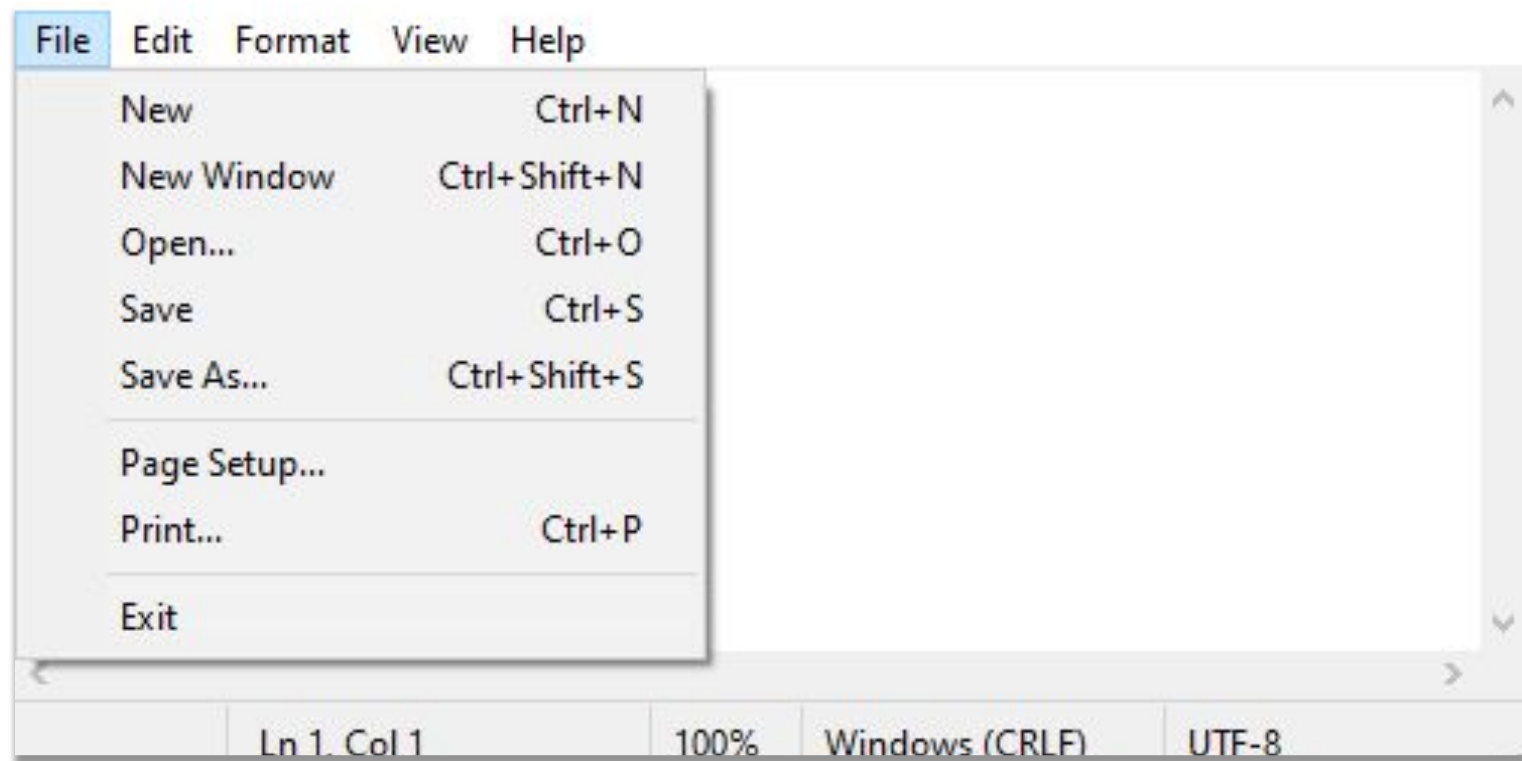 File Edit Format View Help
New Ctrl+N
New Window Ctrl+Shift+N
Open... Ctrl+O
Save Ctrl+S
Save As... Ctrl+Shift+S
Page Setup...
Print... Ctrl+P
Exit
Ln 1, Col 1 100% Windows (CRLF) UTF-8